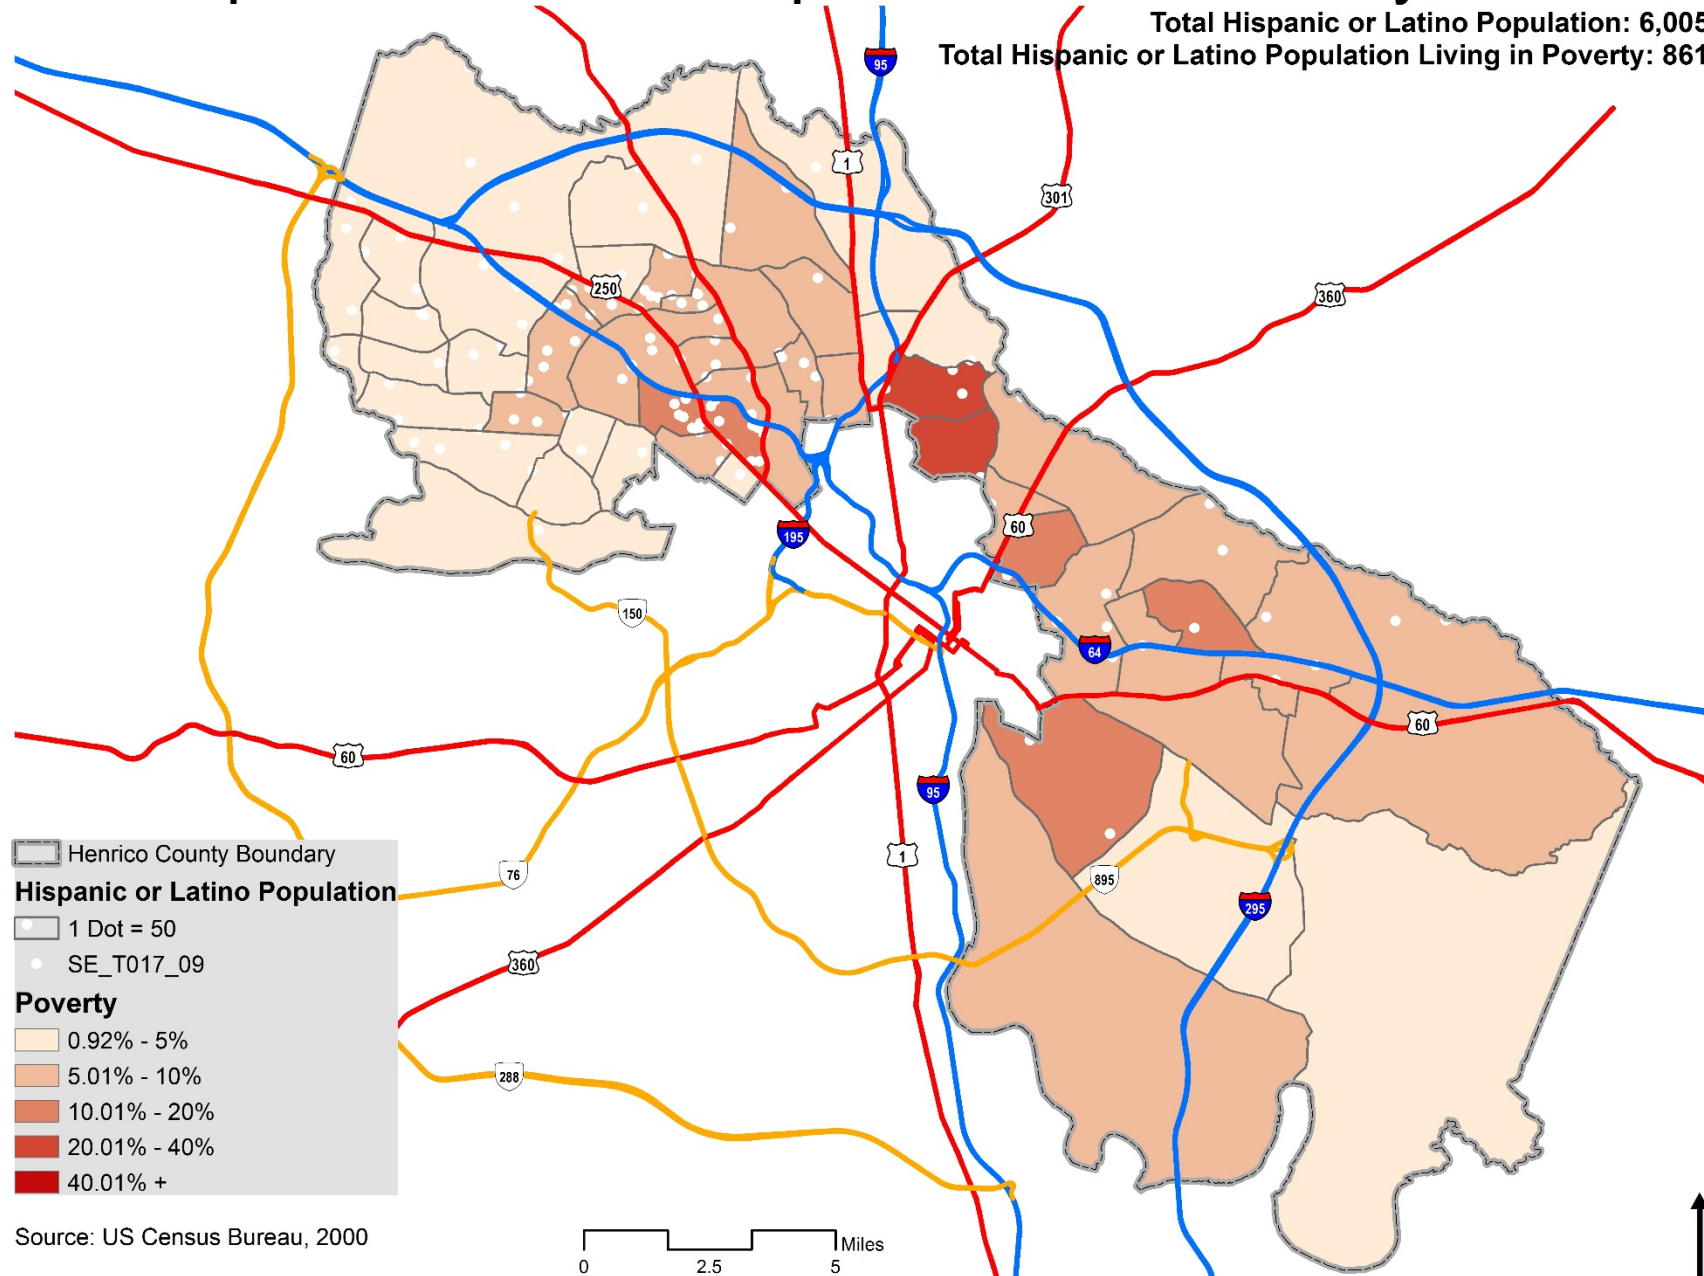 Total Hispanic or Latino Population: 6,005
Total Hispanic or Latino Population Living in Poverty: 861
95
1
301
250
360
60
195
150
64
60
60
95
1
76
895
295
360
288
Henrico County Boundary
Hispanic or Latino Population
1 Dot = 50
SE_T017_09
Poverty
0.92% - 5%
5.01% - 10%
10.01% - 20%
20.01% - 40%
40.01% +
Source: US Census Bureau, 2000
Miles
0 2.5 5